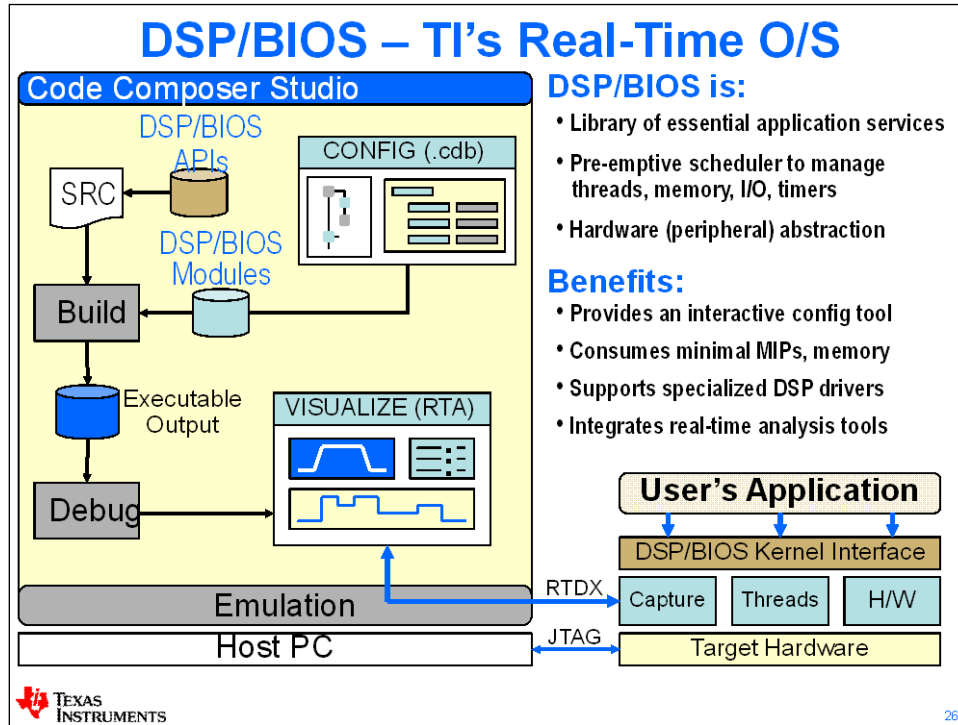 DSP/BIOS – TI's Real-Time O/S
Code Composer Studio
DSP/BIOS
APIs
SRC
CONFIG (.cdb)
DSP/BIOS
Modules
Build
Executable
Output
VISUALIZE (RTA)
Debug
Emulation
Host PC
DSP/BIOS is:
• Library of essential application services
• Pre-emptive scheduler to manage
threads, memory, I/O, timers
• Hardware (peripheral) abstraction
Benefits:
• Provides an interactive config tool
• Consumes minimal MIPs, memory
• Supports specialized DSP drivers
• Integrates real-time analysis tools
User's Application
DSP/BIOS Kernel Interface
RTDX
Capture
Threads
H/W
JTAG
Target Hardware
TEXAS
INSTRUMENTS
26